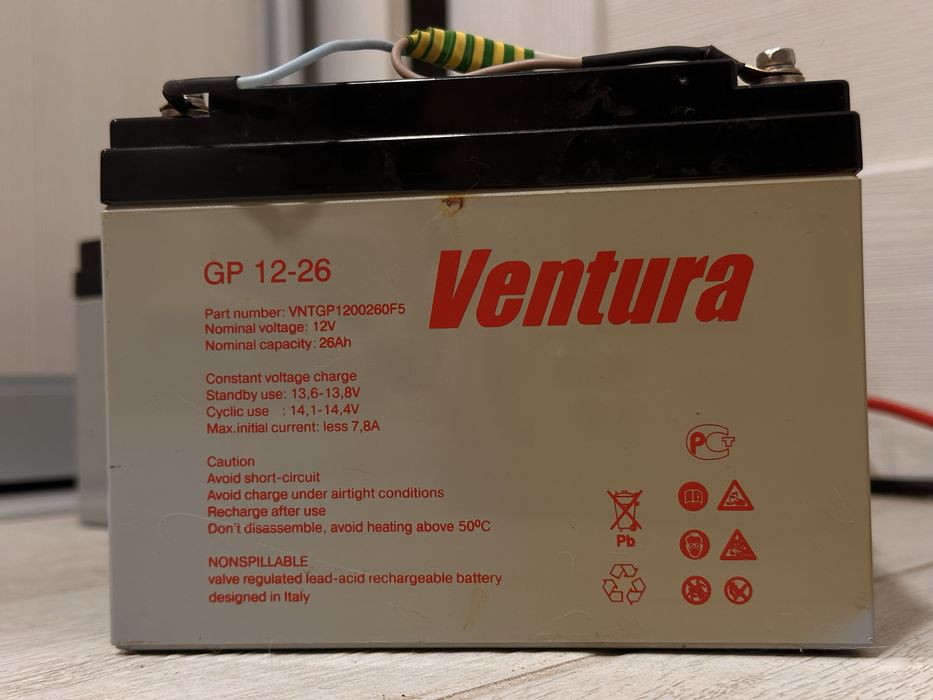 GP 12-26
Ventura
Part number: VNTGP1200260F5
Nominal voltage: 12V
Nominal capacity: 26Ah
Constant voltage charge
Standby use: 13,6-13,8V
Cyclic use : 14,1-14,4V
Max.initial current: less 7,8A
Caution
Avoid short-circuit
Avoid charge under airtight conditions
Recharge after use
Don't disassemble, avoid heating above 50ºC
NONSPILLABLE
valve regulated lead-acid rechargeable battery
designed in Italy
РСТ
Pb